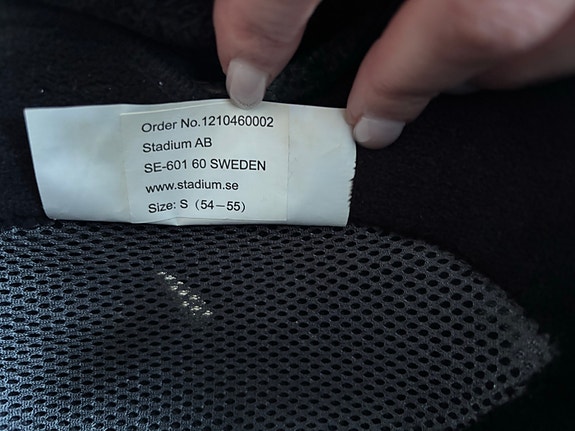 Order No.1210460002
Stadium AB
SE-601 60 SWEDEN
www.stadium.se
Size: S (54—55)